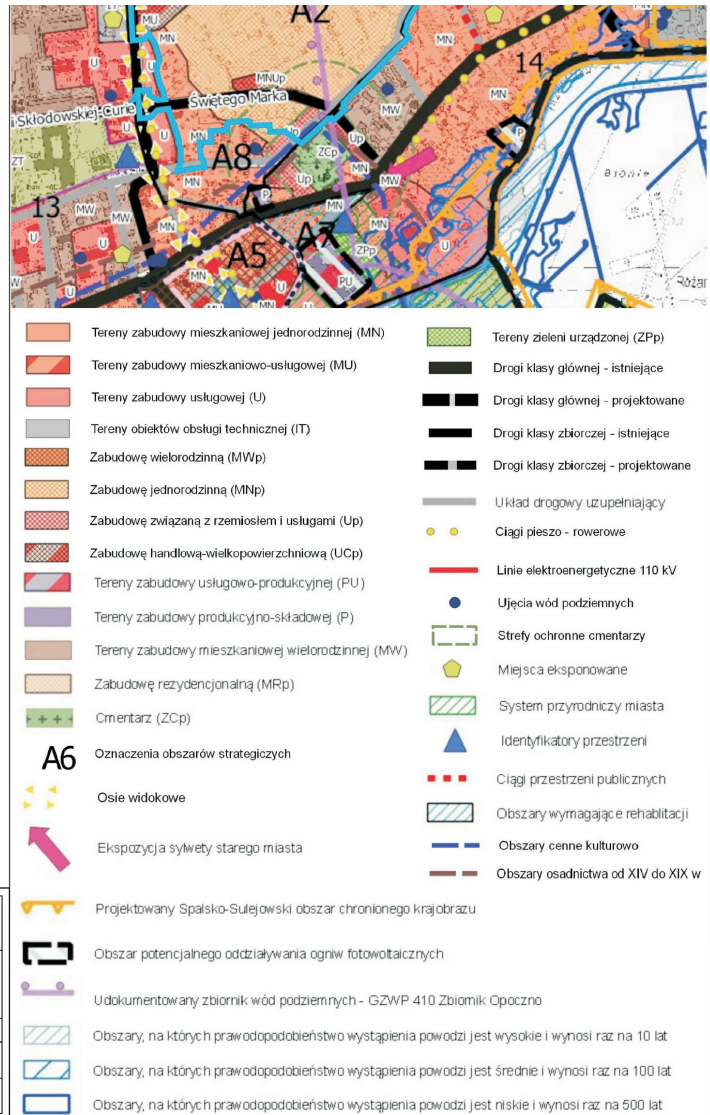 IT
MU
A2
MN
MN
14
U
MNUp
MN
Świętego Marka
i Skłodowskiej-Curie
U
MW
P
ZT
A8
Up
ZCp
Up
MN
Up
MW
Bronie
13
MW
MN
A5
A7
ZPp
PU
U
Różan
Tereny zabudowy mieszkaniowej jednorodzinnej (MN)
Tereny zabudowy mieszkaniowo-usługowej (MU)
Tereny zabudowy usługowej (U)
Tereny obiektów obsługi technicznej (IT)
Zabudowę wielorodzinną (MWp)
Zabudowę jednorodzinną (MNp)
Zabudowę związaną z rzemiosłem i usługami (Up)
Zabudowę handlową-wielkopowierzchniową (UCp)
Tereny zabudowy usługowo-produkcyjnej (PU)
Tereny zabudowy produkcyjno-składowej (P)
Tereny zabudowy mieszkaniowej wielorodzinnej (MW)
Zabudowę rezydencjonalną (MRp)
Cmentarz (ZCp)
A6 Oznaczenia obszarów strategiczych
Osie widokowe
Ekspozycja sylwety starego miasta
Tereny zieleni urządzonej (ZPp)
Drogi klasy głównej - istniejące
Drogi klasy głównej - projektowane
Drogi klasy zbiorczej - istniejące
Drogi klasy zbiorczej - projektowane
Układ drogowy uzupełniający
Ciągi pieszo - rowerowe
Linie elektroenergetyczne 110 kV
Ujęcia wód podziemnych
Strefy ochronne cmentarzy
Miejsca eksponowane
System przyrodniczy miasta
Identyfikatory przestrzeni
Ciągi przestrzeni publicznych
Obszary wymagające rehablitacji
Obszary cenne kulturowo
Obszary osadnictwa od XIV do XIX w
Projektowany Spalsko-Sulejowski obszar chronionego krajobrazu
Obszar potencjalnego oddziaływania ogniw fotowoltaicznych
Udokumentowany zbiornik wód podziemnych - GZWP 410 Zbiornik Opoczno
Obszary, na których prawodopodobieństwo wystąpienia powodzi jest wysokie i wynosi raz na 10 lat
Obszary, na których prawodopodobieństwo wystąpienia powodzi jest średnie i wynosi raz na 100 lat
Obszary, na których prawodopodobieństwo wystąpienia powodzi jest niskie i wynosi raz na 500 lat